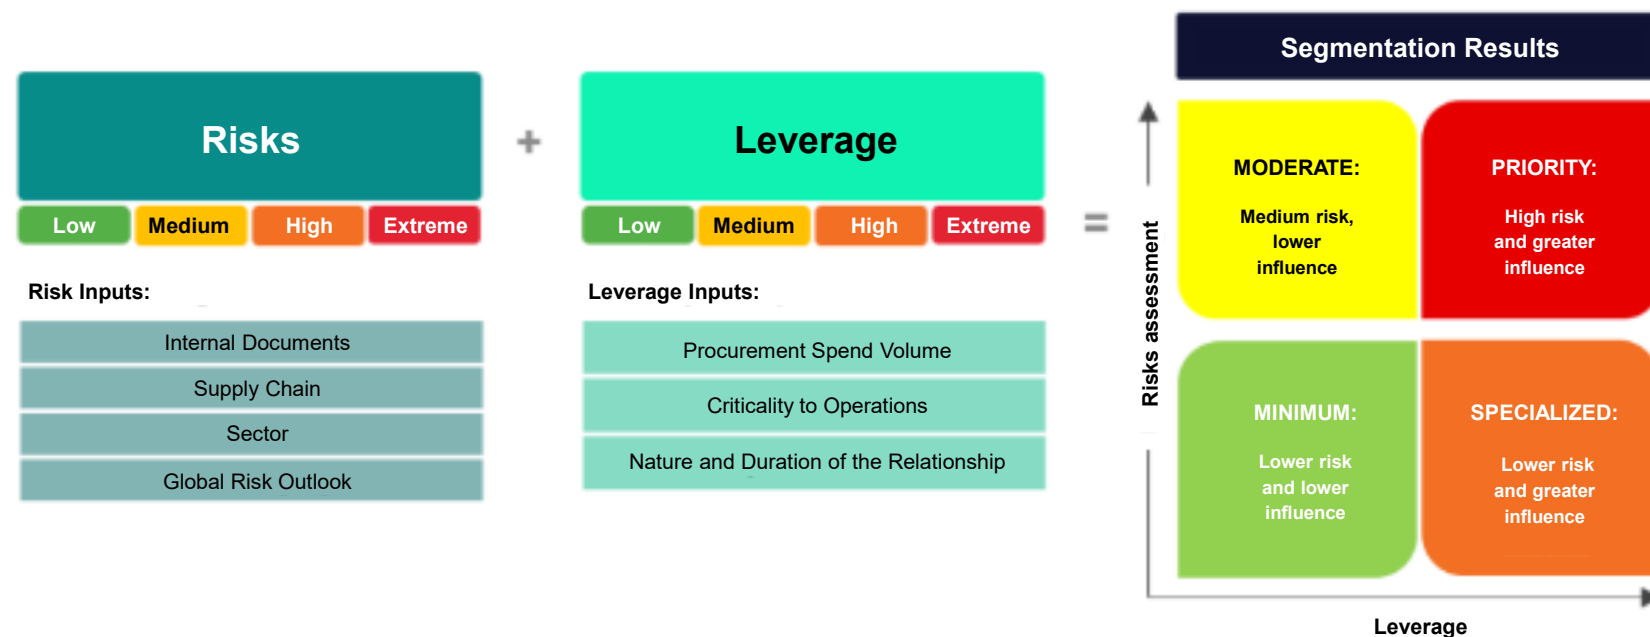 Risks
Low
Medium
High
Extreme
Risk Inputs:
Internal Documents
Supply Chain
Sector
Global Risk Outlook
+
Leverage
Low
Medium
High
Extreme
Leverage Inputs:
Procurement Spend Volume
Criticality to Operations
Nature and Duration of the Relationship
=
Segmentation Results
Risks assessment
MODERATE:
Medium risk,
lower
influence
PRIORITY:
High risk
and greater
influence
MINIMUM:
Lower risk
and lower
influence
SPECIALIZED:
Lower risk
and greater
influence
Leverage